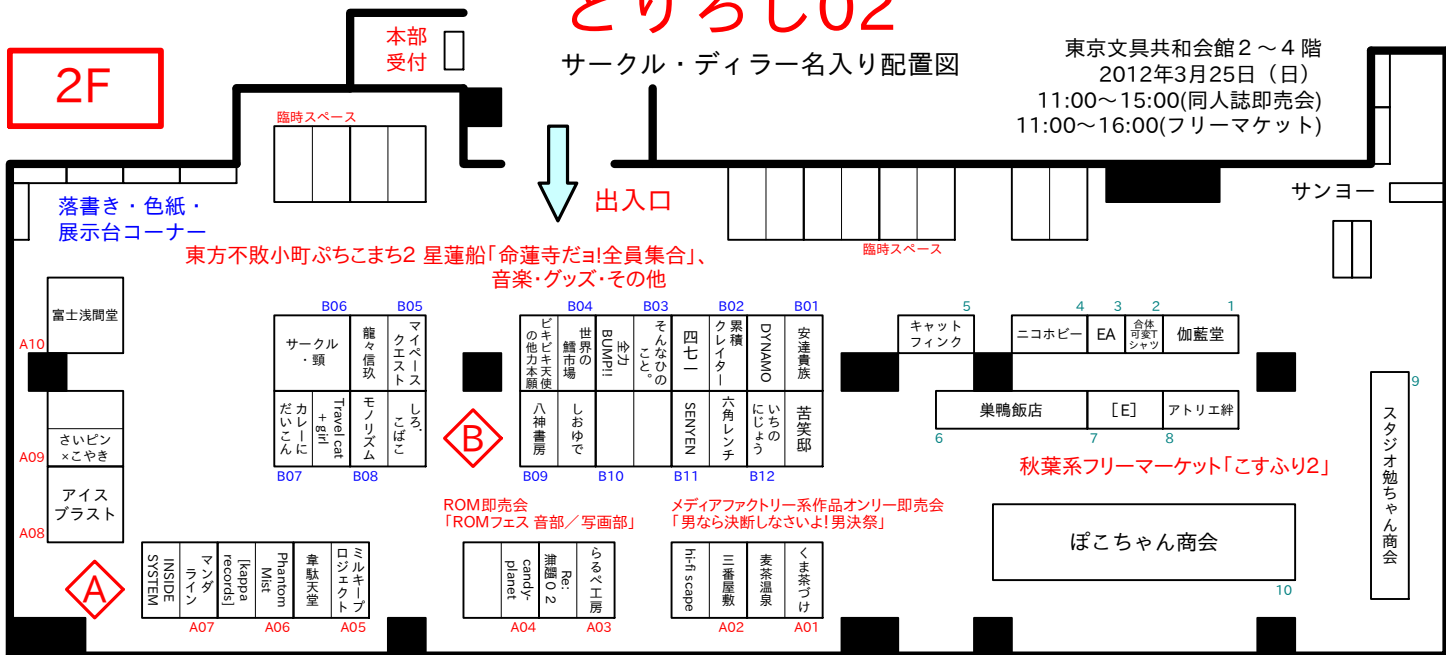 とりろし02
サークル・ディラー名入り配置図
2F
本部
受付
東京文具共和会館２～４階
2012年3月25日（日）
11:00～15:00(同人誌即売会)
11:00～16:00(フリーマケット)
臨時スペース
出入口
サンヨー
落書き・色紙・
展示台コーナー
臨時スペース
東方不敗小町ぷちこまち2 星蓮船｢命蓮寺だョ!全員集合｣、
音楽･グッズ･その他
富士浅間堂
A10
さいピン
×こやき
A09
アイス
ブラスト
A08
B06
B05
サークル
・頸
龍々信玖
マイペース
クエスト
カレーに
だいこん
Travel cat
+ girl
モノリズム
しろ.
こばこ
B07
B08
B
B04
B03
B02
B01
ビキビキ天使
の他力本願
世界の
鱈市場
全力
BUMP!!
そんなひの
こと。
四七一
累積
クレイター
DYNAMO
安達貴族
八神書房
しおゆで
SENYEN
六角レンチ
いちの
にじょう
苦笑邸
B09
B10
B11
B12
5
4
3
2
1
キャット
フィンク
ニコホビー
EA
合体
可変T
シャツ
伽藍堂
巣鴨飯店
［E］
アトリエ絆
6
7
8
9
スタジオ勉ちゃん商会
秋葉系フリーマーケット｢こすふり2｣
ぽこちゃん商会
10
ROM即売会
｢ROMフェス 音部／写画部｣
メディアファクトリー系作品オンリー即売会
｢男なら決断しなさいよ!男決祭｣
A
INSIDE
SYSTEM
マンダ
ライン
[kappa
records]
Phantom
Mist
韋駄天堂
ミルキープ
ロジェクト
A07
A06
A05
candy-
planet
Re:
無題０２
らるぺ工房
A04
A03
hi-fi scape
三番屋敷
麦茶温泉
くま茶づけ
A02
A01